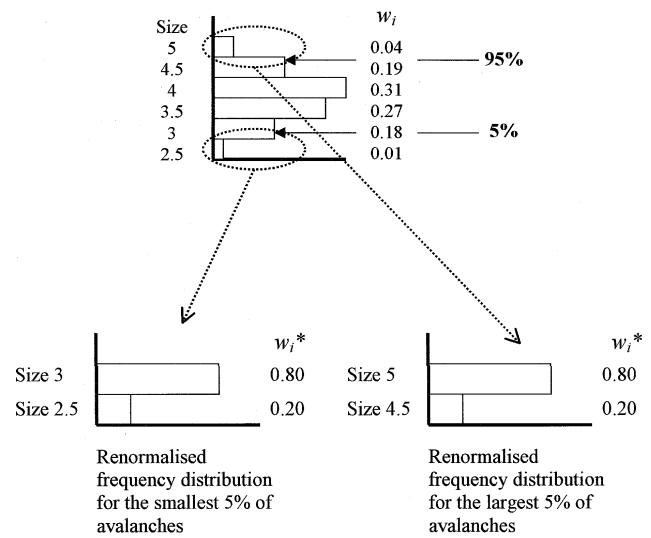 Size wᵢ
5 0.04
95%
4.5 0.19
4 0.31
3.5 0.27
3 0.18 5%
2.5 0.01
wᵢ*
Size 3 0.80
Size 2.5 0.20
Renormalised
frequency distribution
for the smallest 5% of
avalanches
wᵢ*
Size 5 0.80
Size 4.5 0.20
Renormalised
frequency distribution
for the largest 5% of
avalanches